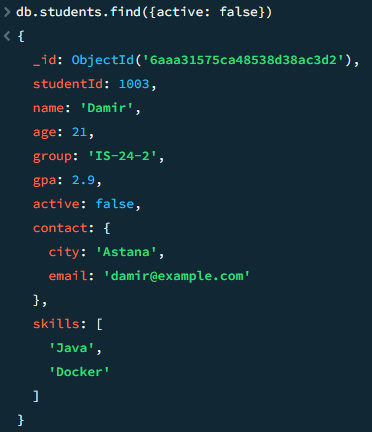 db.students.find({active: false})
{
_id: ObjectId('6aaa31575ca48538d38ac3d2'),
studentId: 1003,
name: 'Damir',
age: 21,
group: 'IS-24-2',
gpa: 2.9,
active: false,
contact: {
city: 'Astana',
email: 'damir@example.com'
},
skills: [
'Java',
'Docker'
]
}